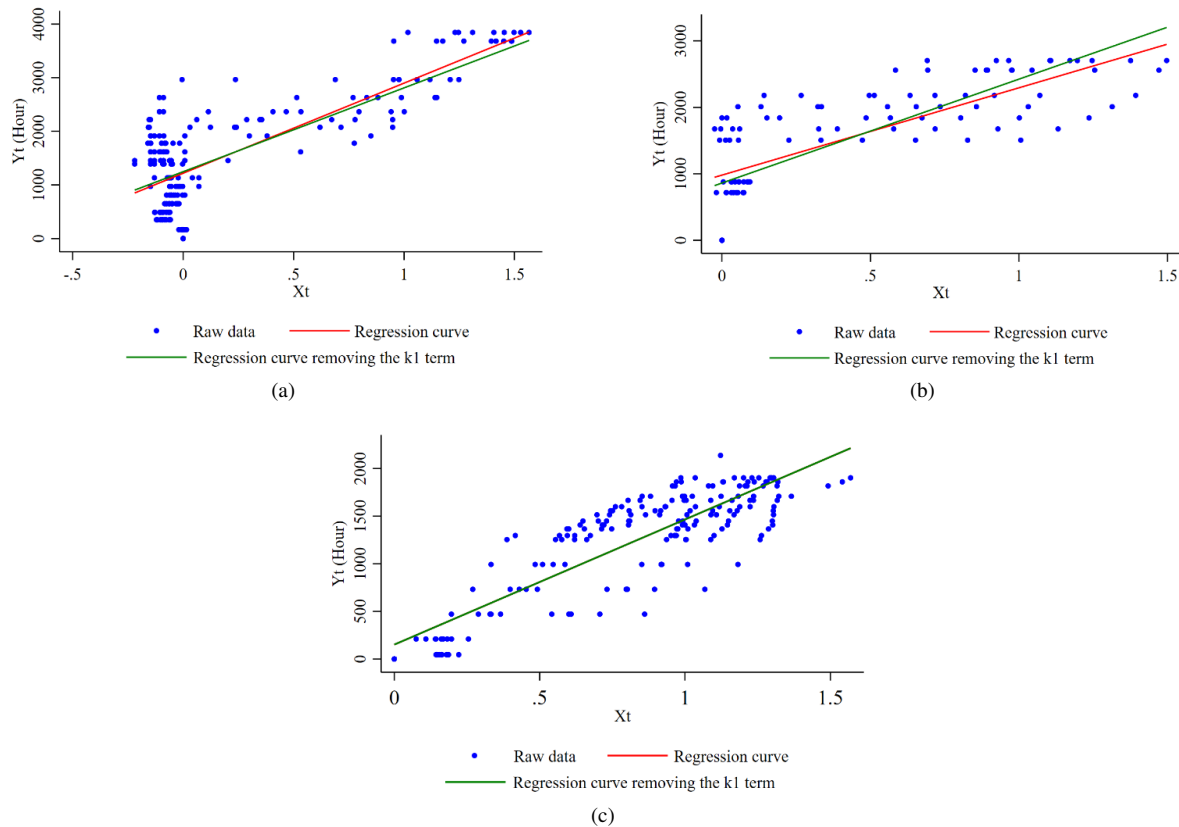 4000
3000
2000
1000
0
Yt (Hour)
-.5
0
.5
1
1.5
Xt
Raw data
Regression curve
Regression curve removing the k1 term
(a)
3000
2000
1000
0
Yt (Hour)
0
.5
1
1.5
Xt
Raw data
Regression curve
Regression curve removing the k1 term
(b)
2000
1500
1000
500
0
Yt (Hour)
0
.5
1
1.5
Xt
Raw data
Regression curve
Regression curve removing the k1 term
(c)